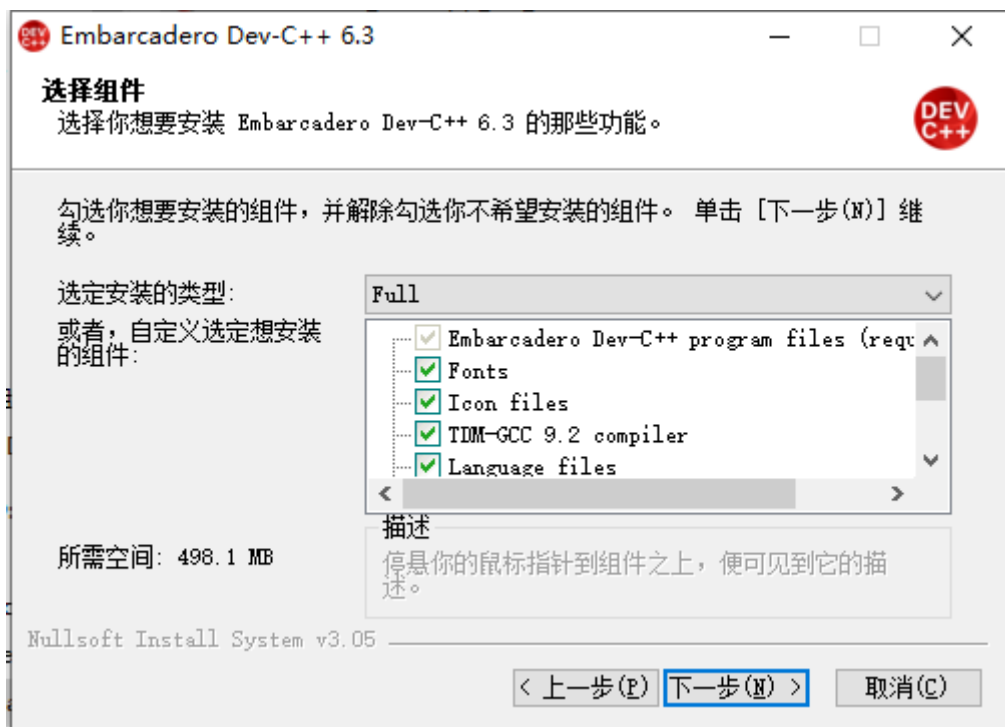 Embarcadero Dev-C++ 6.3
选择组件
选择你想要安装 Embarcadero Dev-C++ 6.3 的那些功能。
DEV
C++
勾选你想要安装的组件，并解除勾选你不希望安装的组件。 单击 [下一步(N)] 继
续。
选定安装的类型:
Full
或者，自定义选定想安装
的组件:
Embarcadero Dev-C++ program files (requ
Fonts
Icon files
TDM-GCC 9.2 compiler
Language files
所需空间: 498.1 MB
描述
停悬你的鼠标指针到组件之上，便可见到它的描
述。
Nullsoft Install System v3.05
< 上一步(P)
下一步(N) >
取消(C)